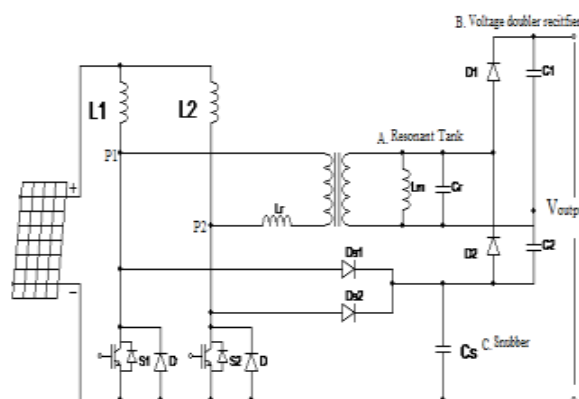 B. Voltage doubler recitfier
D1
C1
L1
L2
A. Resonant Tank
P1
+
Lm
Cr
Lr
P2
Voutp
D2
C2
Ds1
Ds2
−
Cs
C. Snubber
S1
D
S2
D